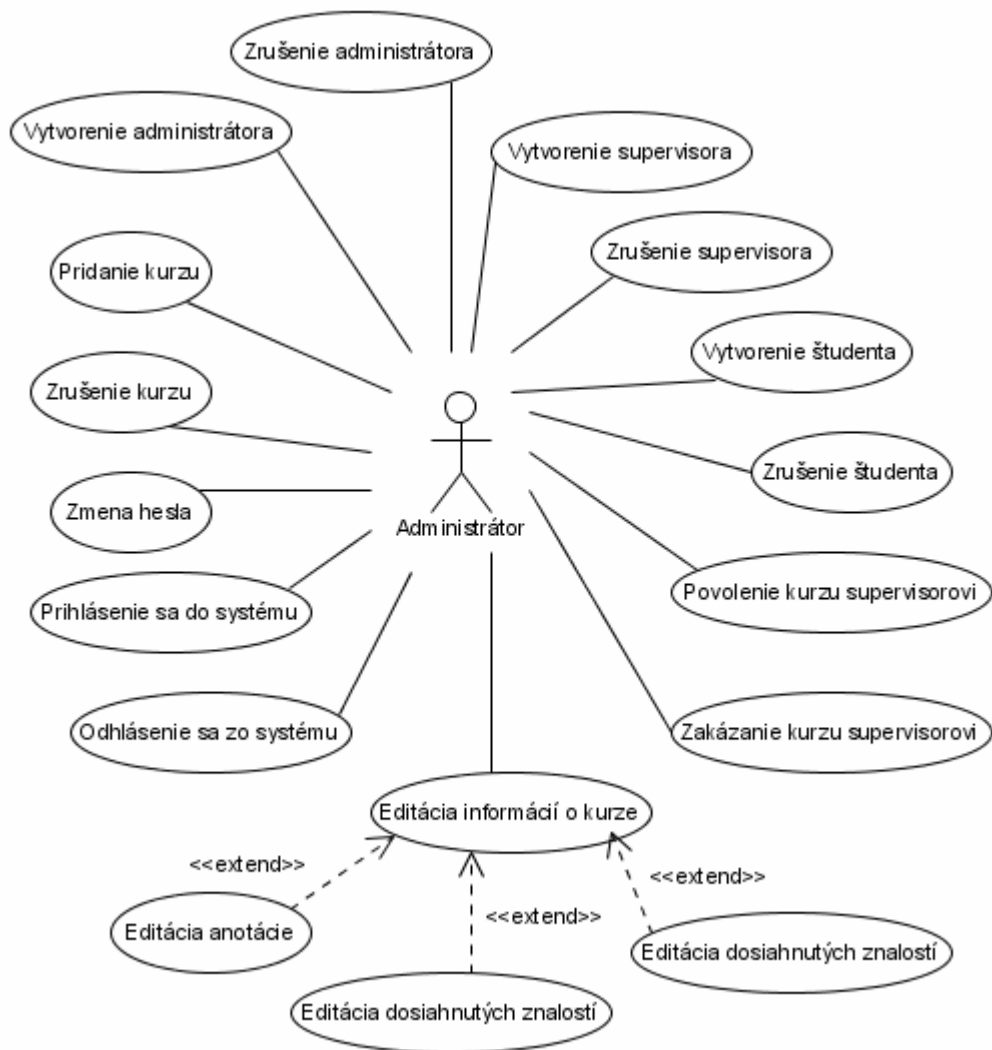 Zrušenie administrátora
Vytvorenie administrátora
Vytvorenie supervisora
Zrušenie supervisora
Pridanie kurzu
Vytvorenie študenta
Zrušenie kurzu
Zrušenie študenta
Zmena hesla
Administrátor
Povolenie kurzu supervisorovi
Prihlásenie sa do systému
Odhlásenie sa zo systému
Zakázanie kurzu supervisorovi
Editácia informácií o kurze
<<extend>>
<<extend>>
<<extend>>
Editácia anotácie
Editácia dosiahnutých znalostí
Editácia dosiahnutých znalostí